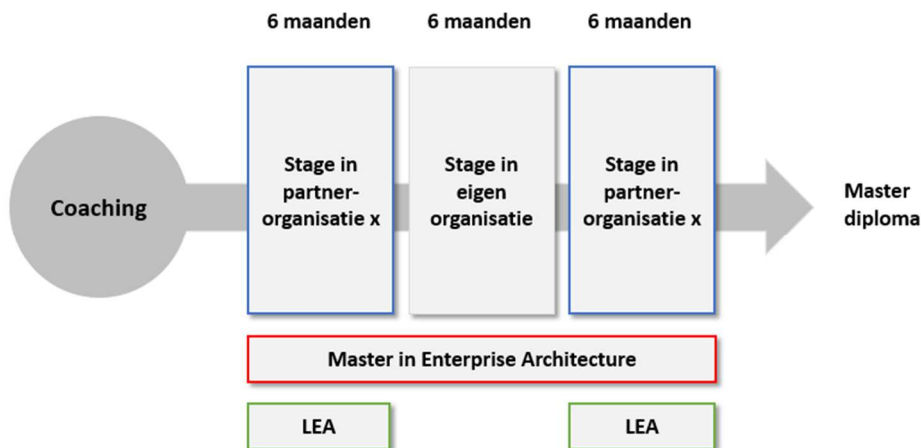 6 maanden 6 maanden 6 maanden
Coaching
Stage in
partner-
organisatie x
Stage in
eigen
organisatie
Stage in
partner-
organisatie x
Master
diploma
Master in Enterprise Architecture
LEA LEA